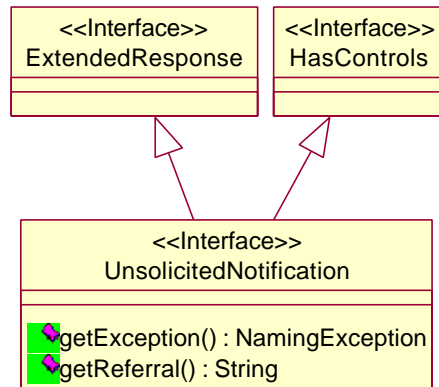 <<Interface>>
ExtendedResponse
<<Interface>>
HasControls
<<Interface>>
UnsolicitedNotification
getException() : NamingException
getReferral() : String